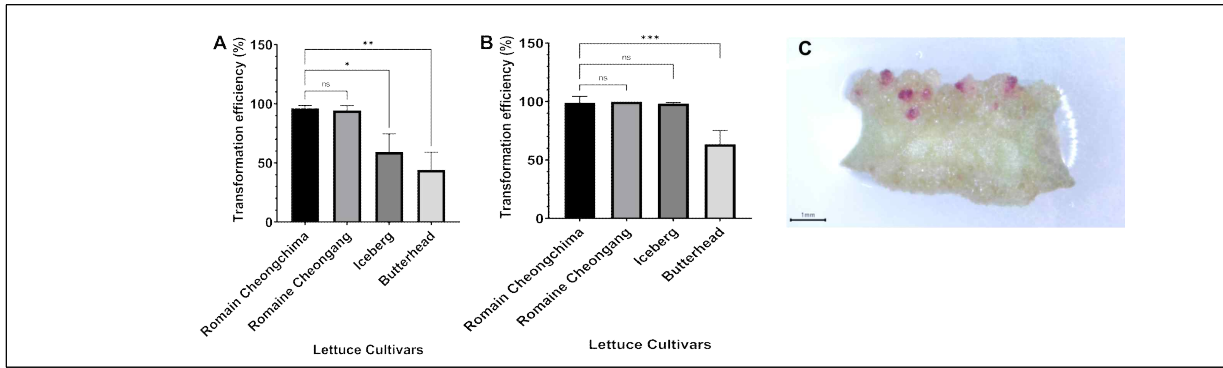 A
Transformation efficiency (%)
150
100
50
0
**
*
ns
Romain Cheongchima
Romaine Cheongang
Iceberg
Butterhead
Lettuce Cultivars
B
Transformation efficiency (%)
150
100
50
0
***
ns
ns
Romain Cheongchima
Romaine Cheongang
Iceberg
Butterhead
Lettuce Cultivars
C
1mm